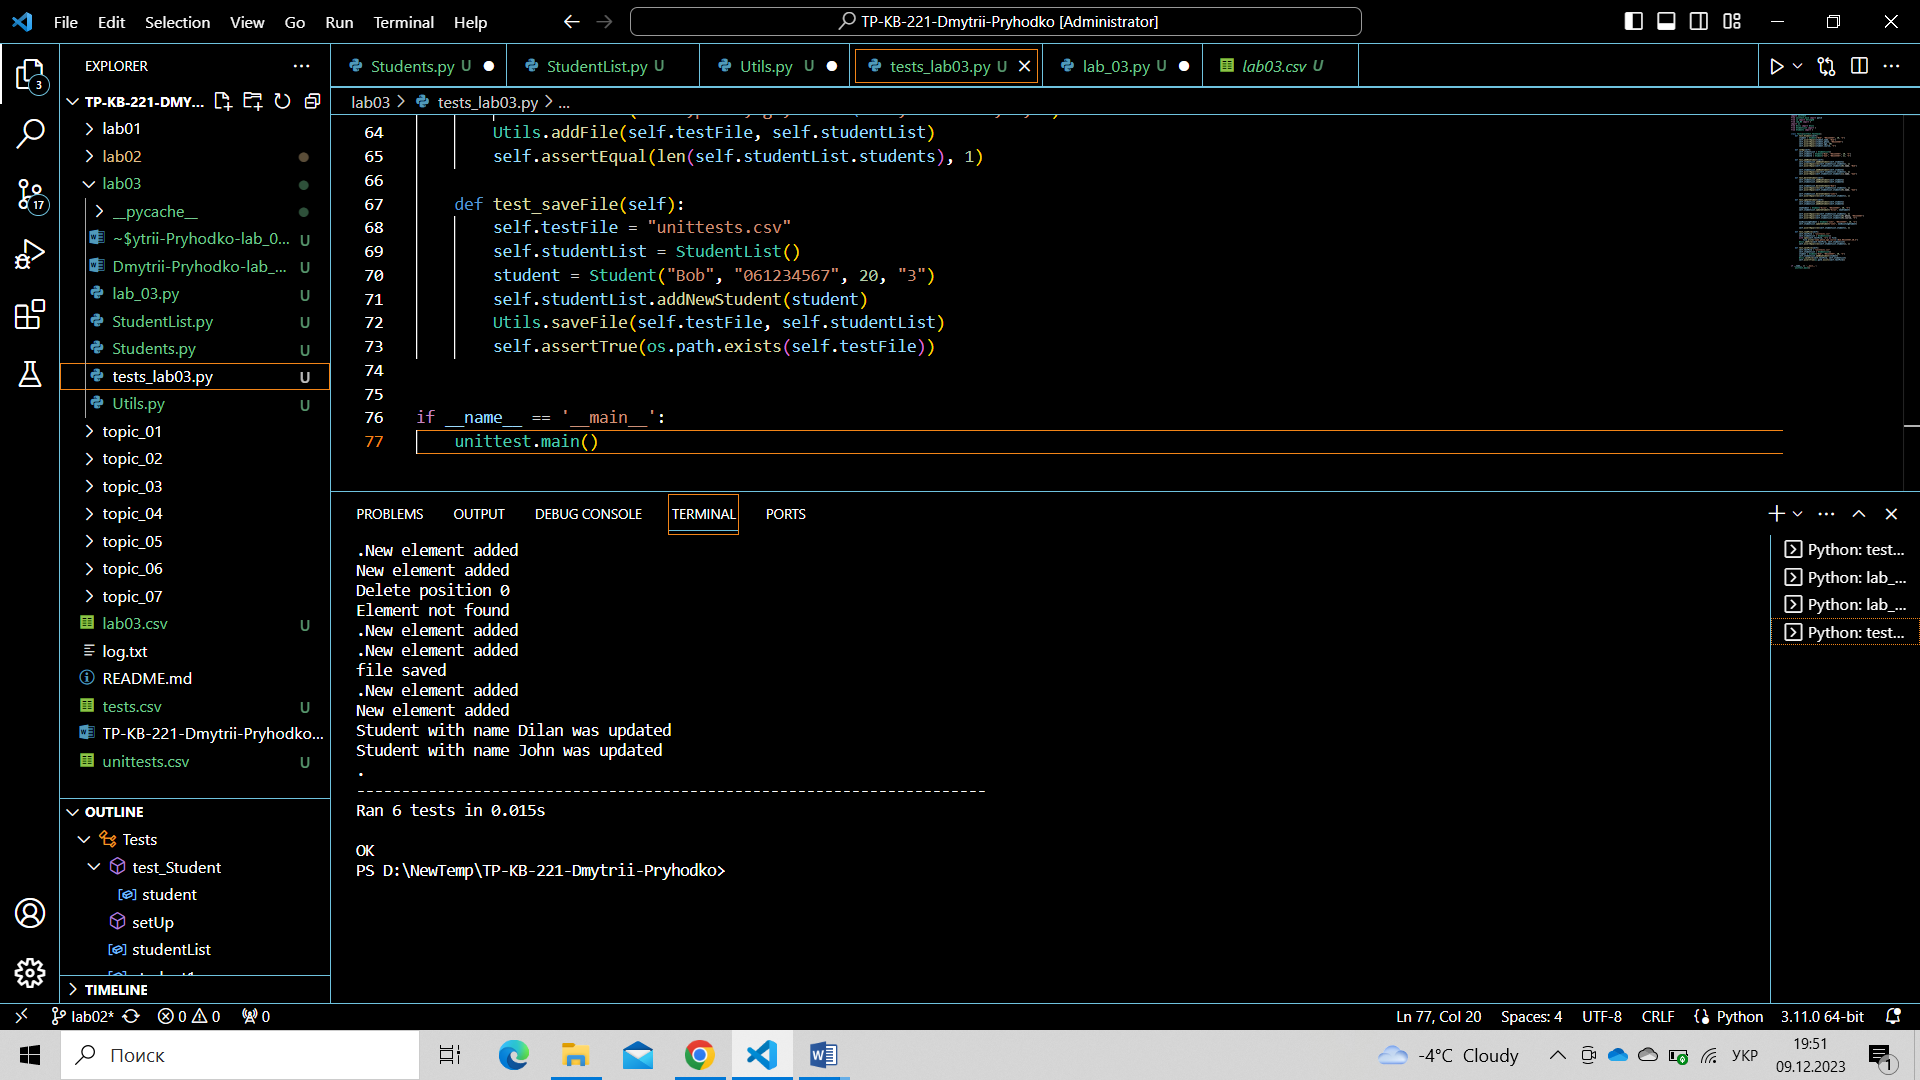 File Edit Selection View Go Run Terminal Help
TP-KB-221-Dmytrii-Pryhodko [Administrator]
EXPLORER
Students.py U
StudentList.py U
Utils.py U
tests_lab03.py U
lab_03.py U
lab03.csv U
3
TP-KB-221-DMY...
lab03 > tests_lab03.py > ...
lab01
lab02
lab03
__pycache__
~$ytrii-Pryhodko-lab_0... U
Dmytrii-Pryhodko-lab_... U
lab_03.py U
StudentList.py U
Students.py U
tests_lab03.py U
Utils.py U
topic_01
topic_02
topic_03
topic_04
topic_05
topic_06
topic_07
lab03.csv U
log.txt
README.md
tests.csv U
TP-KB-221-Dmytrii-Pryhodko...
unittests.csv U
17
OUTLINE
Tests
test_Student
student
setUp
studentList
TIMELINE
64 Utils.addFile(self.testFile, self.studentList)
65 self.assertEqual(len(self.studentList.students), 1)
66
67 def test_saveFile(self):
68 self.testFile = "unittests.csv"
69 self.studentList = StudentList()
70 student = Student("Bob", "061234567", 20, "3")
71 self.studentList.addNewStudent(student)
72 Utils.saveFile(self.testFile, self.studentList)
73 self.assertTrue(os.path.exists(self.testFile))
74
75
76 if __name__ == '__main__':
77 unittest.main()
PROBLEMS OUTPUT DEBUG CONSOLE TERMINAL PORTS
.New element added
New element added
Delete position 0
Element not found
.New element added
.New element added
file saved
.New element added
New element added
Student with name Dilan was updated
Student with name John was updated
.
----------------------------------------------------------------------
Ran 6 tests in 0.015s
OK
PS D:\NewTemp\TP-KB-221-Dmytrii-Pryhodko>
Python: test...
Python: lab_...
Python: lab_...
Python: test...
lab02* 0 0 0
Ln 77, Col 20 Spaces: 4 UTF-8 CRLF Python 3.11.0 64-bit
Поиск
-4°C Cloudy
УКР
19:51
09.12.2023
1